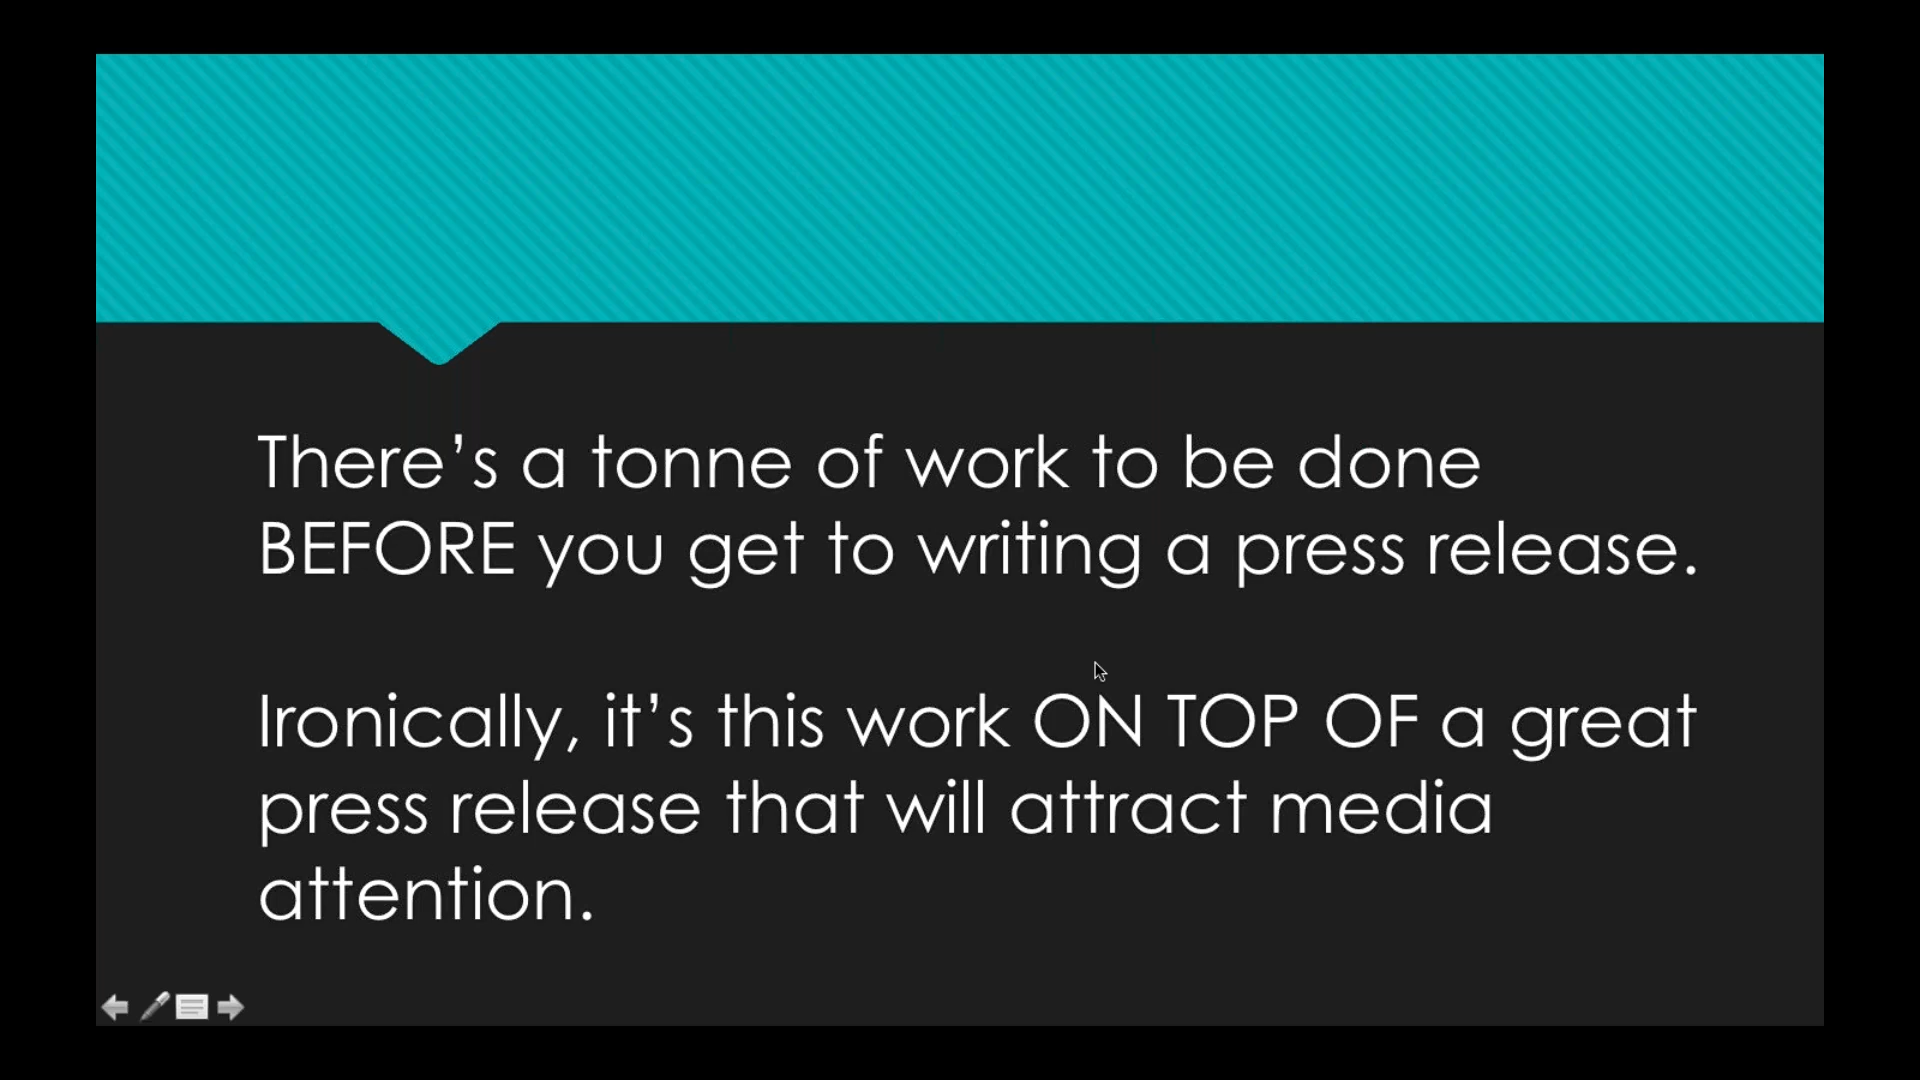 There’s a tonne of work to be done
BEFORE you get to writing a press release.
Ironically, it’s this work ON TOP OF a great
press release that will attract media
attention.